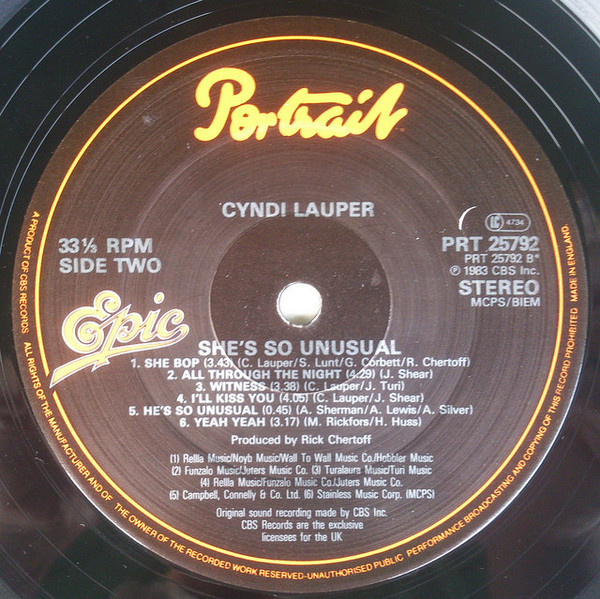 Portrait
CYNDI LAUPER
33⅓ RPM
SIDE TWO
LC 4734
PRT 25792
PRT 25792 B*
℗ 1983 CBS Inc.
STEREO
MCPS/BIEM
Epic
SHE'S SO UNUSUAL
1. SHE BOP (3.43) (C. Lauper/S. Lunt/G. Corbett/R. Chertoff)
2. ALL THROUGH THE NIGHT (4:29) (J. Shear)
3. WITNESS (3.38) (C. Lauper/J. Turi)
4. I'LL KISS YOU (4.05) (C. Lauper/J. Shear)
5. HE'S SO UNUSUAL (0.45) (A. Sherman/A. Lewis/A. Silver)
6. YEAH YEAH (3.17) (M. Rickfors/H. Huss)
Produced by Rick Chertoff
(1) Rellla Music/Noyb Music/Wall To Wall Music Co./Hobbler Music
(2) Funzalo Music/Juters Music Co. (3) Turalaura Music/Turi Music
(4) Rellla Music/Funzalo Music Co./Juters Music Co.
(5) Campbell, Connelly & Co. Ltd. (6) Stainless Music Corp. (MCPS)
Original sound recording made by CBS Inc.
CBS Records are the exclusive
licensees for the UK
A PRODUCT OF CBS RECORDS ALL RIGHTS OF THE MANUFACTURER AND OF THE OWNER OF THE RECORDED WORK RESERVED-UNAUTHORISED PUBLIC PERFORMANCE BROADCASTING AND COPYING OF THIS RECORD PROHIBITED MADE IN ENGLAND.